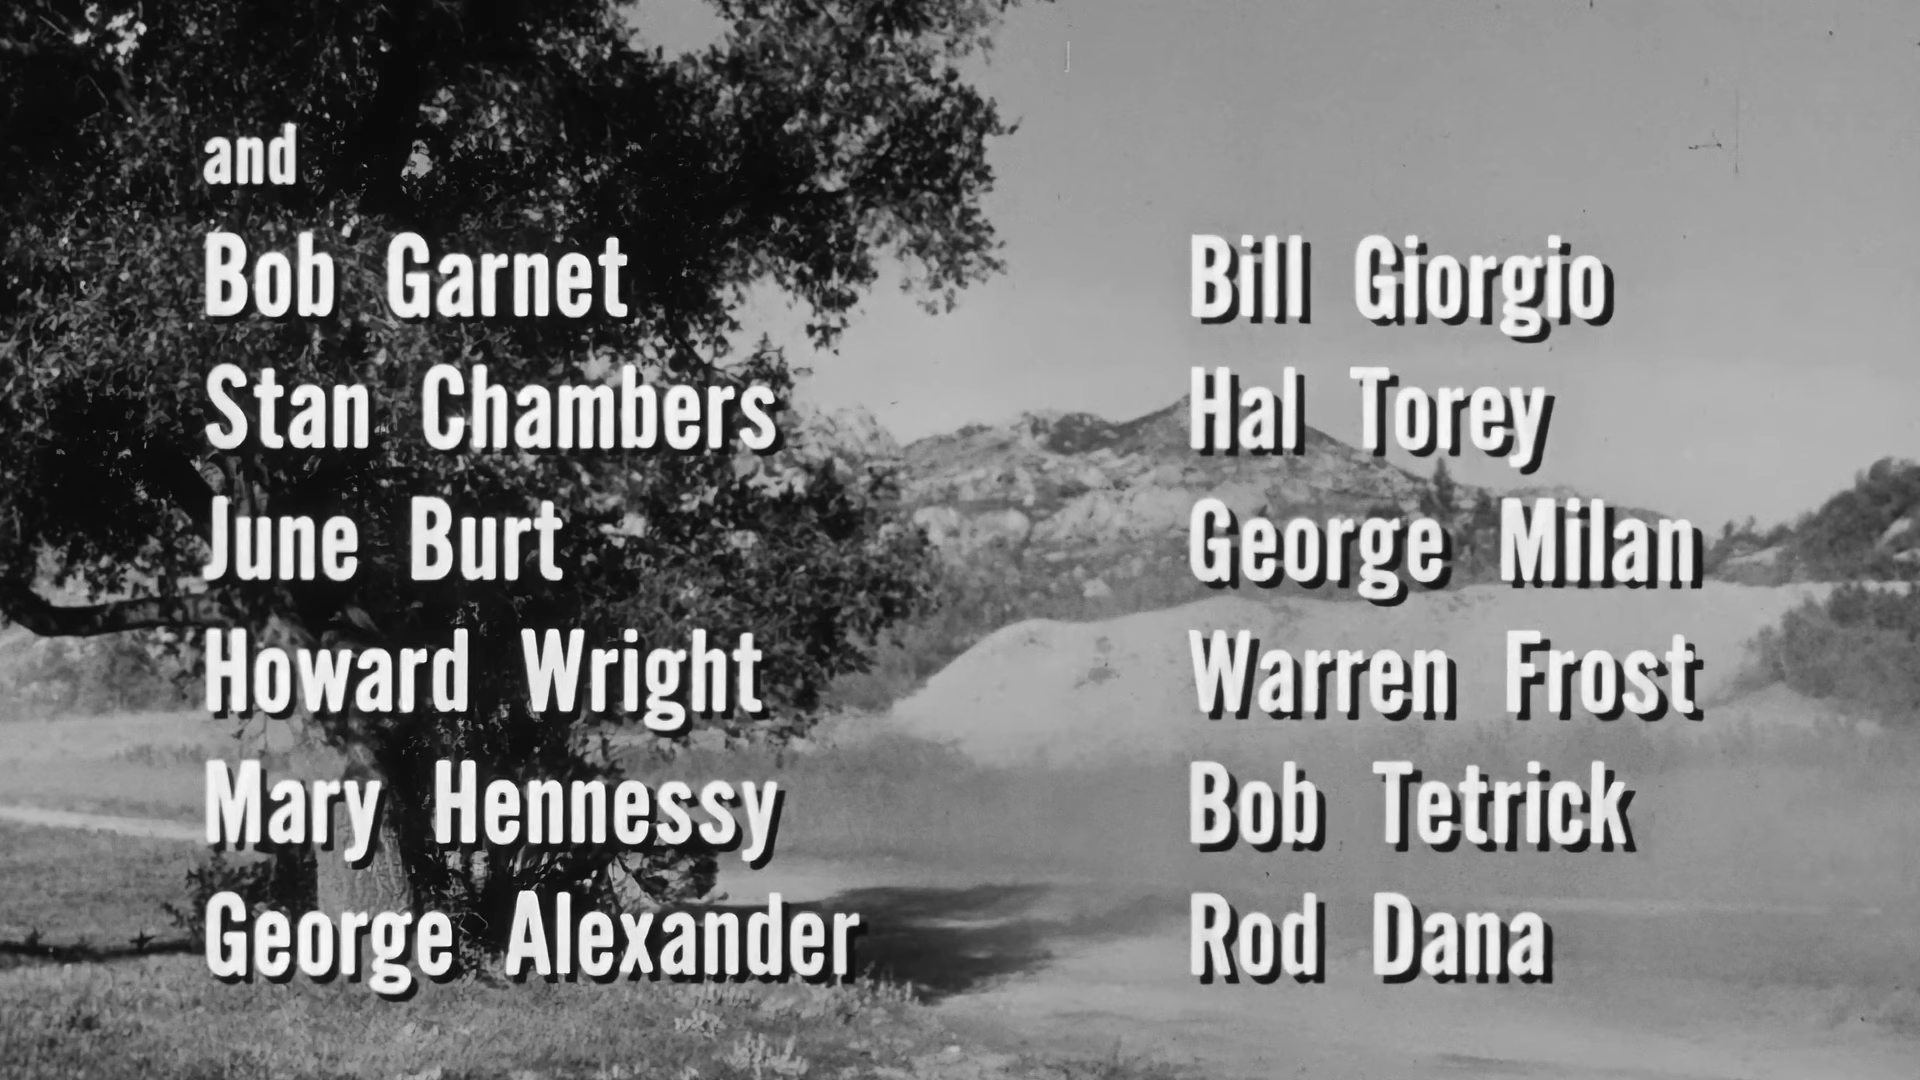 and
Bob Garnet
Stan Chambers
June Burt
Howard Wright
Mary Hennessy
George Alexander
Bill Giorgio
Hal Torey
George Milan
Warren Frost
Bob Tetrick
Rod Dana